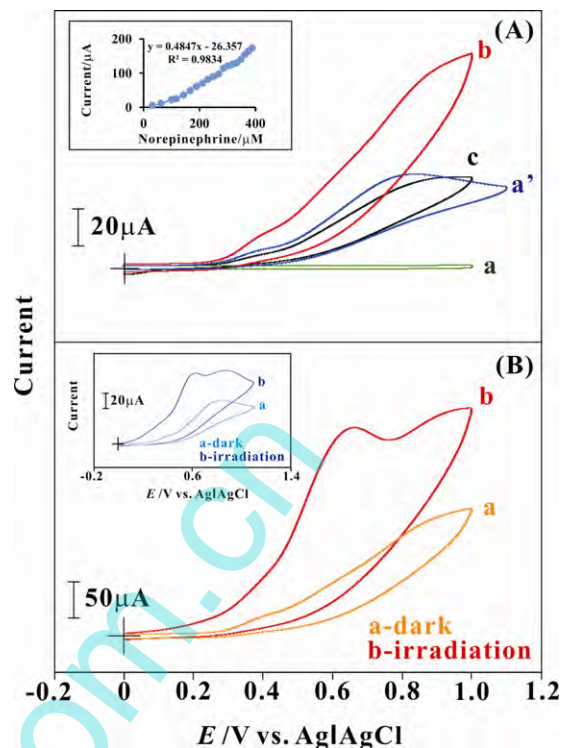 (A)
200
y = 0.4847x - 26.357
R² = 0.9834
100
Current/μA
0
0
200
400
Norepinephrine/μM
b
c
a’
a
20μA
Current
(B)
Current
20μA
b
a
a-dark
b-irradiation
-0.2
0.6
1.4
E /V vs. Ag|AgCl
b
a
50μA
a-dark
b-irradiation
-0.2
0
0.2
0.4
0.6
0.8
1.0
1.2
E /V vs. Ag|AgCl
om.cn